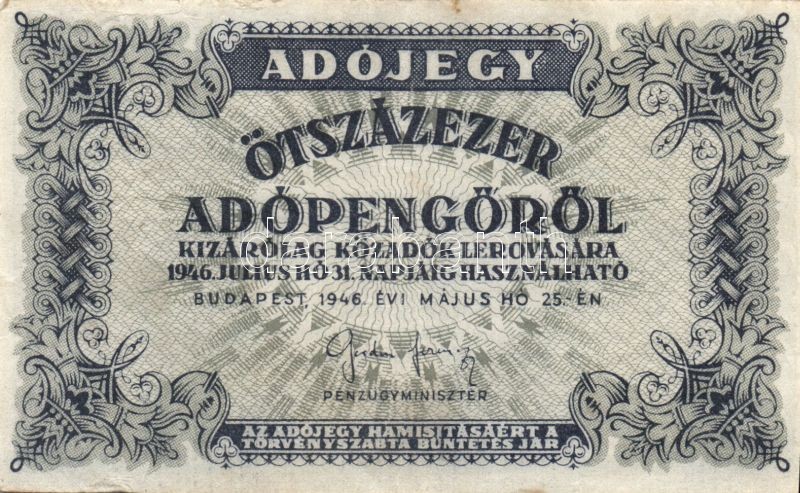 ADÓJEGY
ÖTSZÁZEZER
ADÓPENGŐRŐL
KIZÁRÓLAG KÖZADÓK LEROVÁSÁRA
1946. JULIUS HÓ 31. NAPJÁIG HASZNÁLHATÓ
BUDAPEST, 1946. ÉVI MÁJUS HÓ 25.-ÉN
PÉNZÜGYMINISZTER
AZ ADÓJEGY HAMISITÁSAÉRT A
TÖRVÉNYSZABTA BÜNTETÉS JÁR